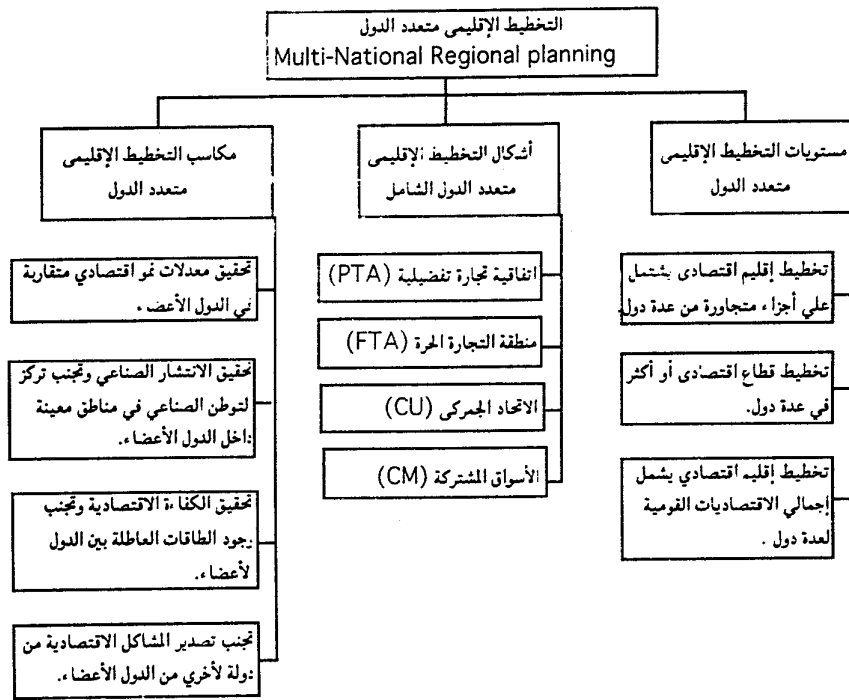 التخطيط الإقليمى متعدد الدول
Multi-National Regional planning
مستويات التخطيط الإقليمى
متعدد الدول
تخطيط إقليم اقتصادى يشتمل
علي أجزاء متجاورة من عدة دول.
تخطيط قطاع اقتصادى أو أكثر
في عدة دول.
تخطيط إقليم اقتصادي يشمل
إجمالي الاقتصاديات القومية
لعدة دول .
أشكال التخطيط الإقليمى
متعدد الدول الشامل
اتفاقية تجارة تفضيلية (PTA)
منطقة التجارة الحرة (FTA)
الاتحاد الجمركى (CU)
الأسواق المشتركة (CM)
مكاسب التخطيط الإقليمى
متعدد الدول
تحقيق معدلات نمو اقتصادي متقاربة
في الدول الأعضاء.
تحقيق الانتشار الصناعي وتجنب تركز
لتوطن الصناعي في مناطق معينة
داخل الدول الأعضاء.
تحقيق الكفاءة الاقتصادية وتجنب
وجود الطاقات العاطلة بين الدول
لأعضاء.
تجنب تصدير المشاكل الاقتصادية من
دولة لأخري من الدول الأعضاء.